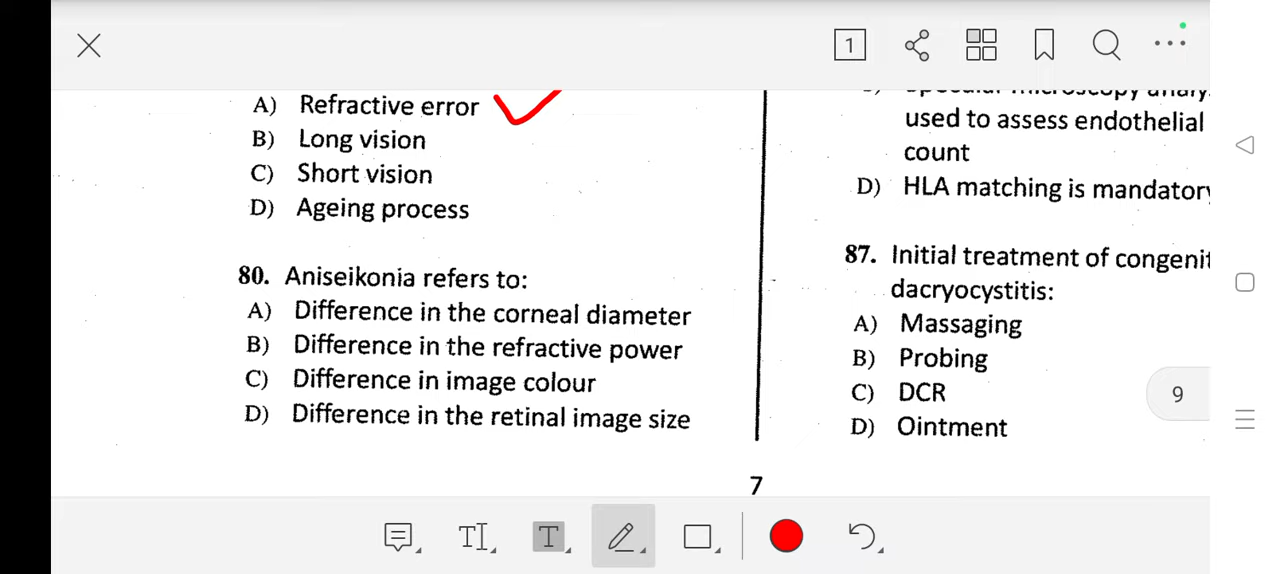 1
A) Refractive error
B) Long vision
C) Short vision
D) Ageing process
80. Aniseikonia refers to:
A) Difference in the corneal diameter
B) Difference in the refractive power
C) Difference in image colour
D) Difference in the retinal image size
used to assess endothelial
count
D) HLA matching is mandatory
87. Initial treatment of congenit
dacryocystitis:
A) Massaging
B) Probing
C) DCR
D) Ointment
9
7
T
T